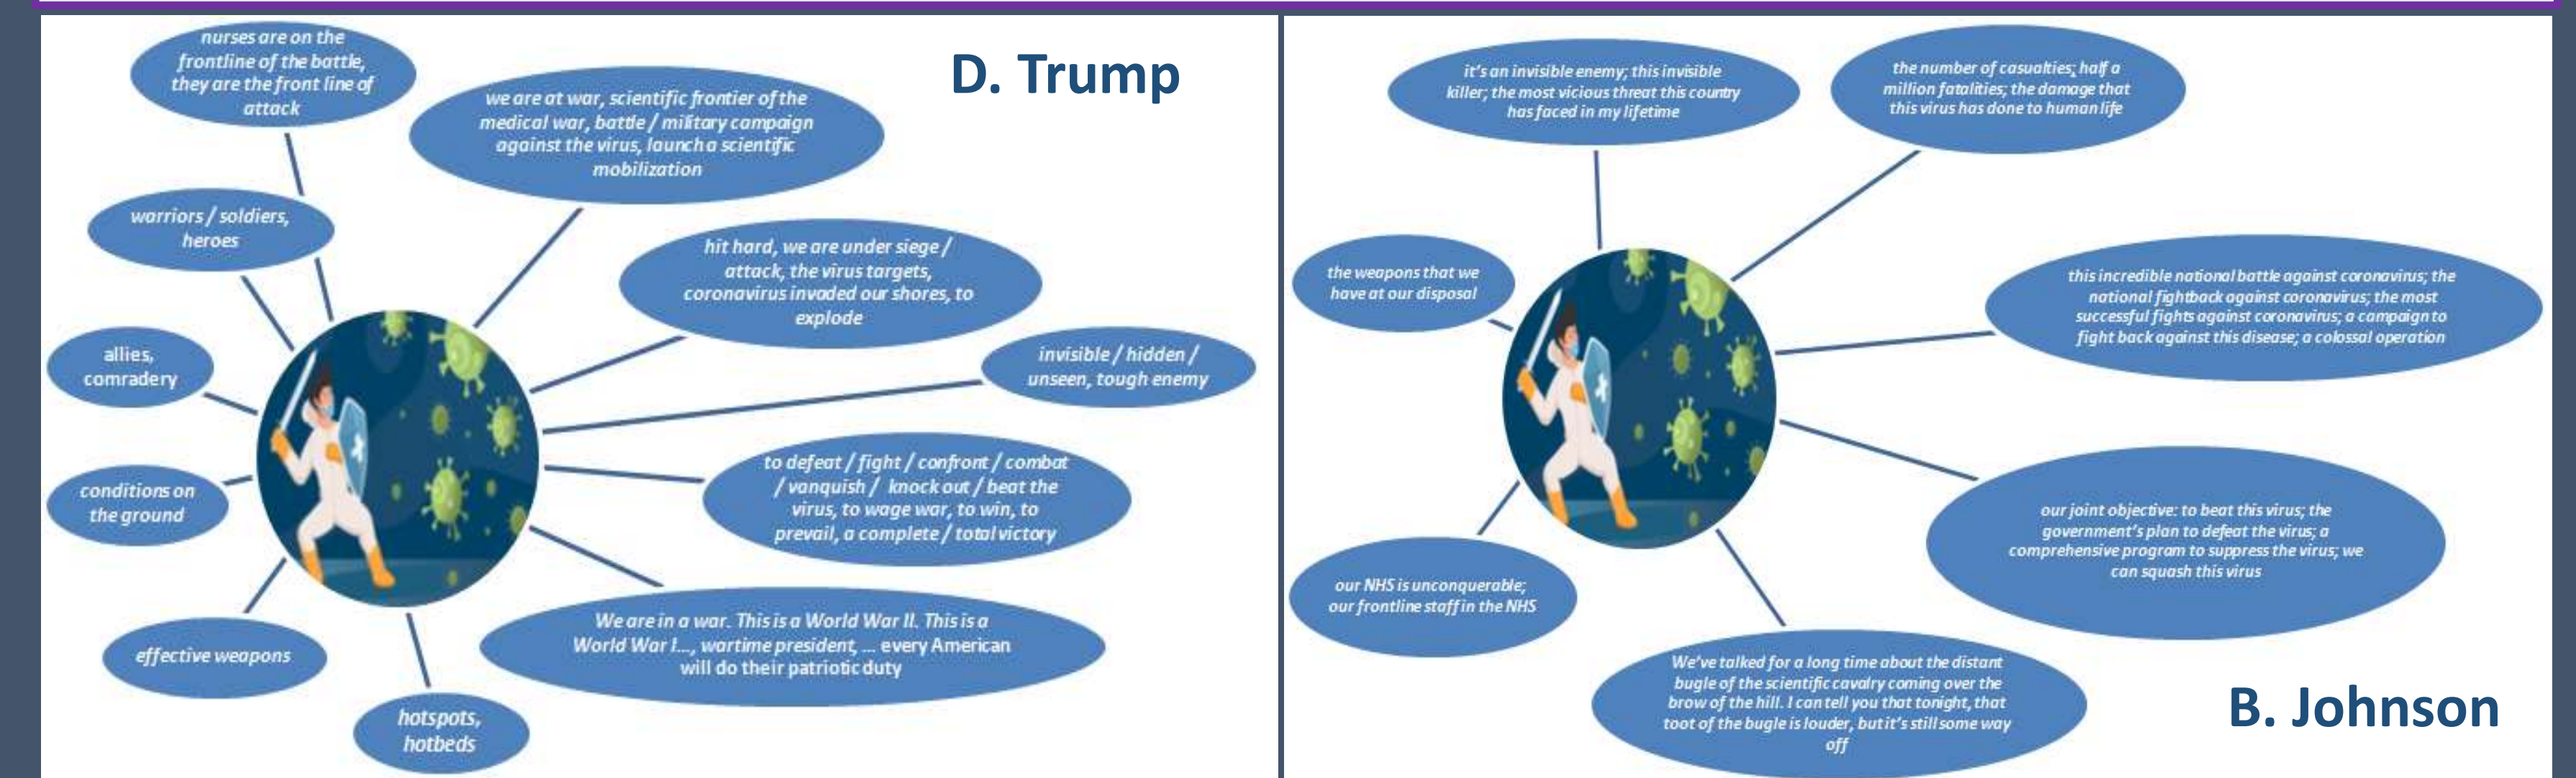 nurses are on the
frontline of the battle,
they are the front line of
attack
D. Trump
we are at war, scientific frontier of the
medical war, battle / military campaign
against the virus, launch a scientific
mobilization
warriors / soldiers,
heroes
hit hard, we are under siege /
attack, the virus targets,
coronavirus invaded our shores, to
explode
allies,
comradery
invisible / hidden /
unseen, tough enemy
conditions on
the ground
to defeat / fight / confront / combat
/ vanquish / knock out / beat the
virus, to wage war, to win, to
prevail, a complete / total victory
effective weapons
We are in a war. This is a World War II. This is a
World War I..., wartime president, ... every American
will do their patriotic duty
hotspots,
hotbeds
it's an invisible enemy; this invisible
killer; the most vicious threat this country
has faced in my lifetime
the number of casualties; half a
million fatalities; the damage that
this virus has done to human life
the weapons that we
have at our disposal
this incredible national battle against coronavirus; the
national fightback against coronavirus; the most
successful fights against coronavirus; a campaign to
fight back against this disease; a colossal operation
our joint objective: to beat this virus; the
government's plan to defeat the virus; a
comprehensive program to suppress the virus; we
can squash this virus
our NHS is unconquerable;
our frontline staff in the NHS
We've talked for a long time about the distant
bugle of the scientific cavalry coming over the
brow of the hill. I can tell you that tonight, that
toot of the bugle is louder, but it's still some way
off
B. Johnson